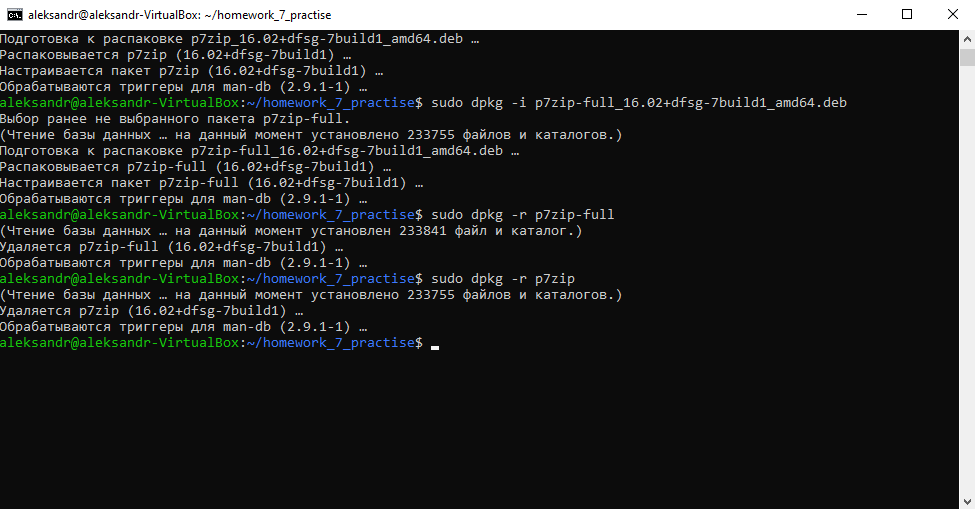 aleksandr@aleksandr-VirtualBox: ~/homework_7_practise
Подготовка к распаковке p7zip_16.02+dfsg-7build1_amd64.deb …
Распаковывается p7zip (16.02+dfsg-7build1) …
Настраивается пакет p7zip (16.02+dfsg-7build1) …
Обрабатываются триггеры для man-db (2.9.1-1) …
aleksandr@aleksandr-VirtualBox:~/homework_7_practise$ sudo dpkg -i p7zip-full_16.02+dfsg-7build1_amd64.deb
Выбор ранее не выбранного пакета p7zip-full.
(Чтение базы данных … на данный момент установлено 233755 файлов и каталогов.)
Подготовка к распаковке p7zip-full_16.02+dfsg-7build1_amd64.deb …
Распаковывается p7zip-full (16.02+dfsg-7build1) …
Настраивается пакет p7zip-full (16.02+dfsg-7build1) …
Обрабатываются триггеры для man-db (2.9.1-1) …
aleksandr@aleksandr-VirtualBox:~/homework_7_practise$ sudo dpkg -r p7zip-full
(Чтение базы данных … на данный момент установлен 233841 файл и каталог.)
Удаляется p7zip-full (16.02+dfsg-7build1) …
Обрабатываются триггеры для man-db (2.9.1-1) …
aleksandr@aleksandr-VirtualBox:~/homework_7_practise$ sudo dpkg -r p7zip
(Чтение базы данных … на данный момент установлено 233755 файлов и каталогов.)
Удаляется p7zip (16.02+dfsg-7build1) …
Обрабатываются триггеры для man-db (2.9.1-1) …
aleksandr@aleksandr-VirtualBox:~/homework_7_practise$